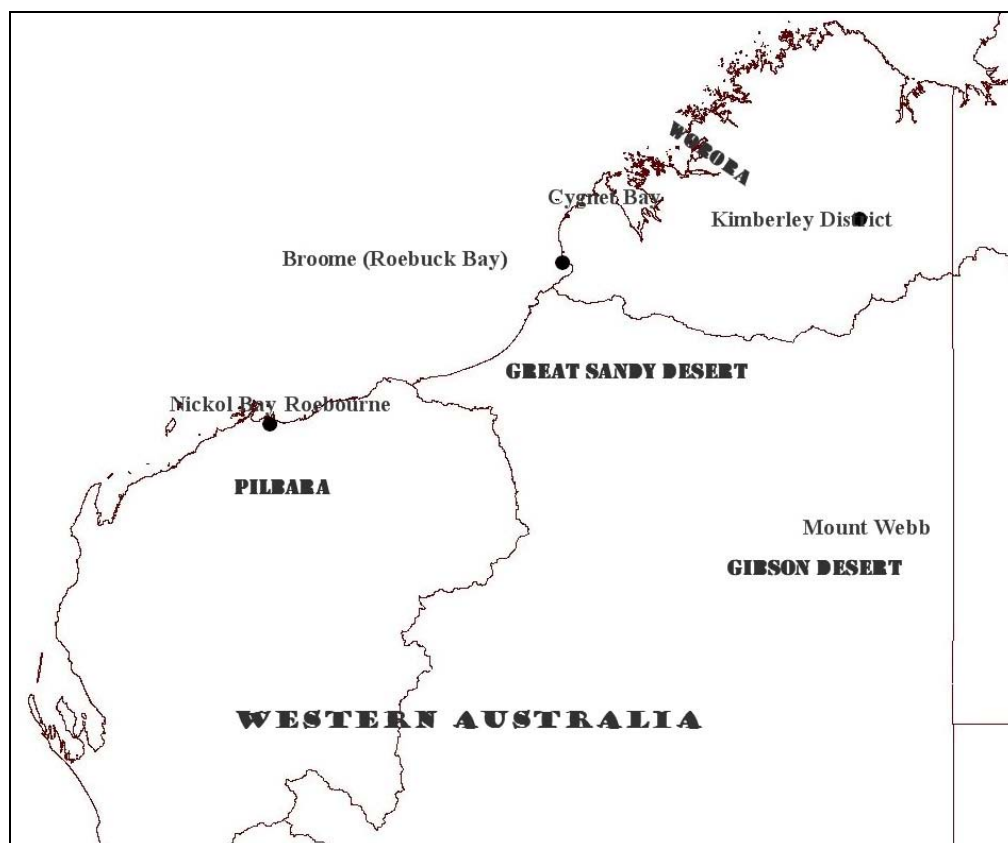 WORORA
Cygnet Bay
Kimberley District
Broome (Roebuck Bay)
GREAT SANDY DESERT
Nickol Bay Roebourne
PILBARA
Mount Webb
GIBSON DESERT
WESTERN AUSTRALIA